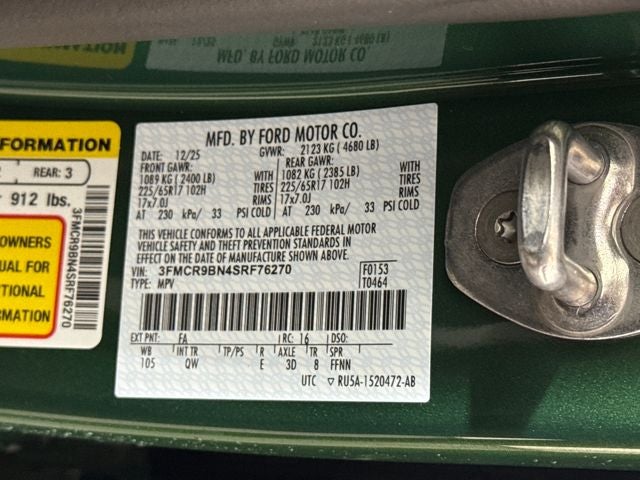 FORMATION
REAR: 3
912 lbs.
OWNERS
UAL FOR
TIONAL
RMATION
3FMCR9BN4SRF76270
MFD. BY FORD MOTOR CO.
DATE: 12/25 GVWR: 2123 KG ( 4680 LB)
FRONT GAWR: REAR GAWR:
1089 KG ( 2400 LB) WITH 1082 KG ( 2385 LB) WITH
225/65R17 102H TIRES 225/65R17 102H TIRES
17x7.0J RIMS 17x7.0J RIMS
AT 230 kPa/ 33 PSI COLD AT 230 kPa/ 33 PSI COLD
THIS VEHICLE CONFORMS TO ALL APPLICABLE FEDERAL MOTOR
VEHICLE SAFETY AND THEFT PREVENTION STANDARDS IN
EFFECT ON THE DATE OF MANUFACTURE SHOWN ABOVE.
VIN: 3FMCR9BN4SRF76270 F0153
TYPE: MPV T0464
EXT PNT: FA RC: 16 DSO:
WB INT TR TP/PS R AXLE TR SPR
105 QW E 3D 8 FFNN
UTC ▽ RU5A-1520472-AB